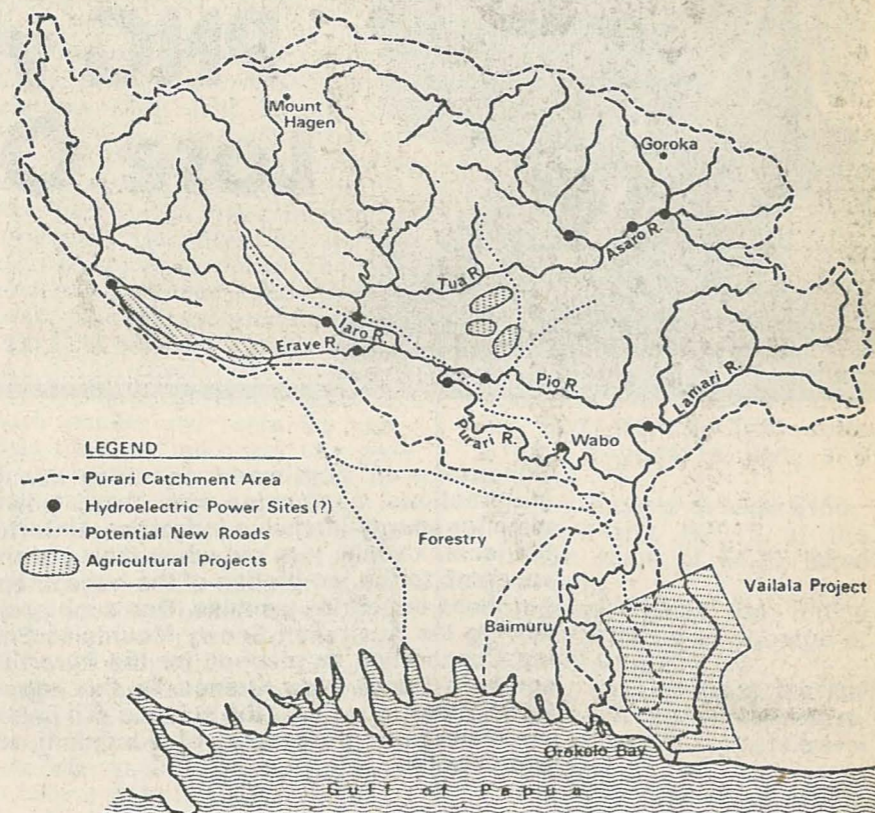 Mount
Hagen
Goroka
Asaro R.
Tua R.
Iaro R.
Erave R.
Pio R.
Lamari R.
Purari R.
Wabo
LEGEND
Purari Catchment Area
Hydroelectric Power Sites (?)
Potential New Roads
Agricultural Projects
Forestry
Vailala Project
Baimuru
Orokolo Bay
Gulf of Papua